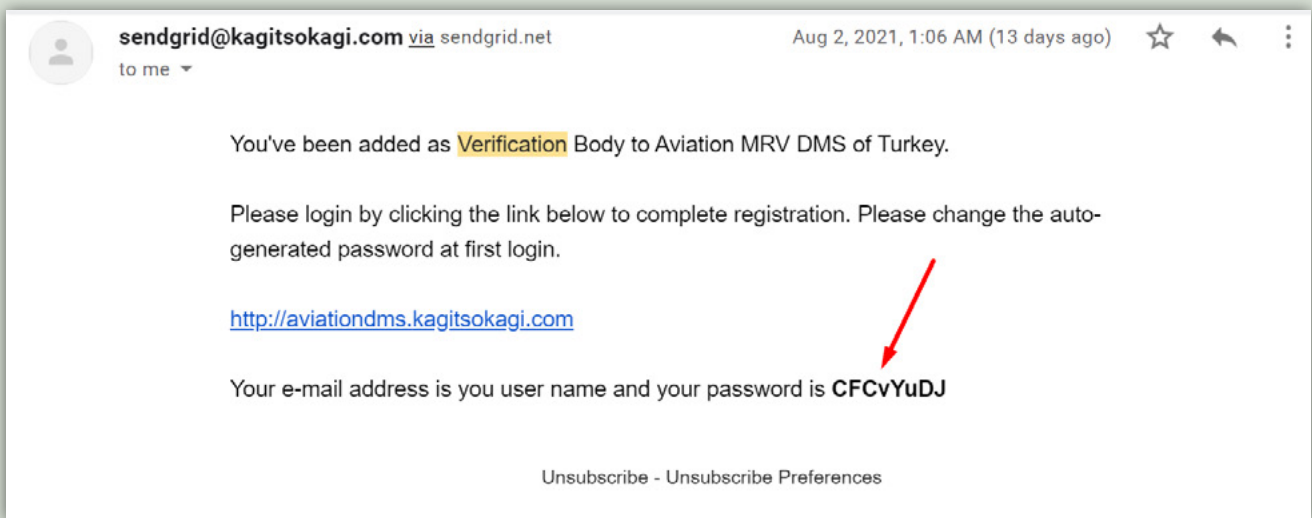 sendgrid@kagitsokagi.com via sendgrid.net Aug 2, 2021, 1:06 AM (13 days ago)
to me
You've been added as Verification Body to Aviation MRV DMS of Turkey.
Please login by clicking the link below to complete registration. Please change the auto-
generated password at first login.
http://aviationdms.kagitsokagi.com
Your e-mail address is you user name and your password is CFCvYuDJ
Unsubscribe - Unsubscribe Preferences